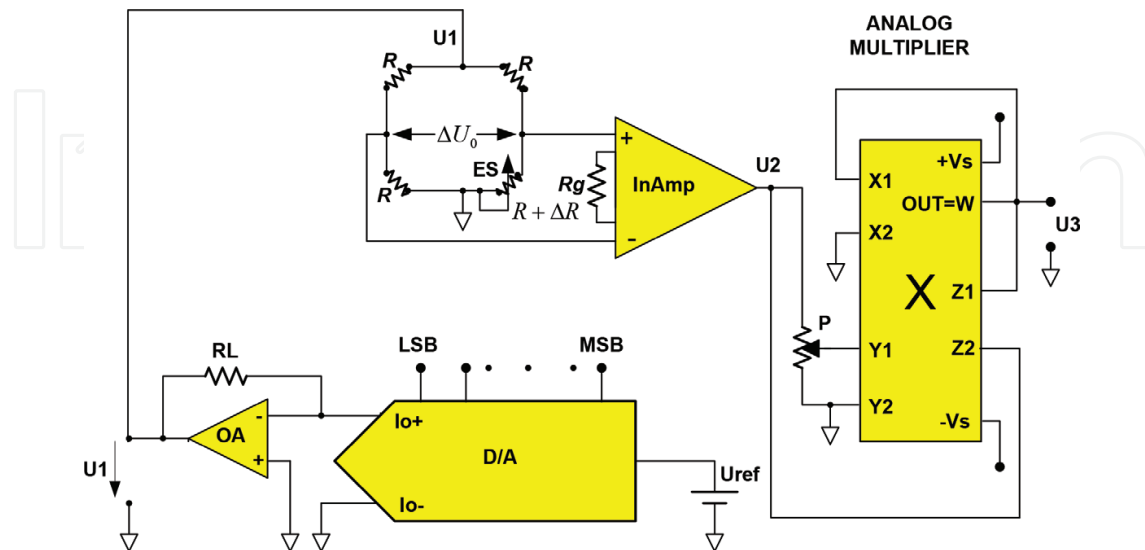 ANALOG
MULTIPLIER
U1
R
R
ΔU₀
ES
R
R + ΔR
Rg
+
InAmp
-
U2
X1
X2
+Vs
OUT=W
U3
X
Z1
Z2
P
Y1
Y2
-Vs
LSB
MSB
RL
-
OA
+
U1
Io+
D/A
Io-
Uref